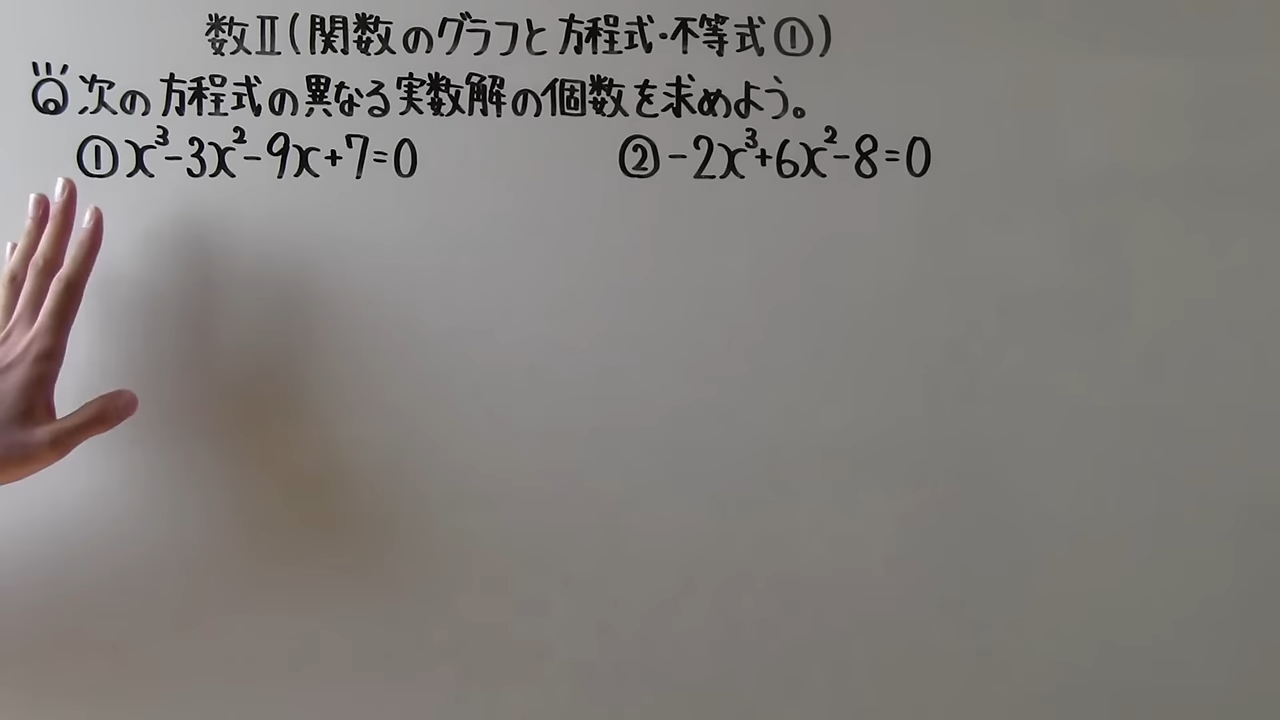 数Ⅱ(関数のグラフと方程式・不等式①)
Q 次の方程式の異なる実数解の個数を求めよう。
①x³-3x²-9x+7=0 ②-2x³+6x²-8=0